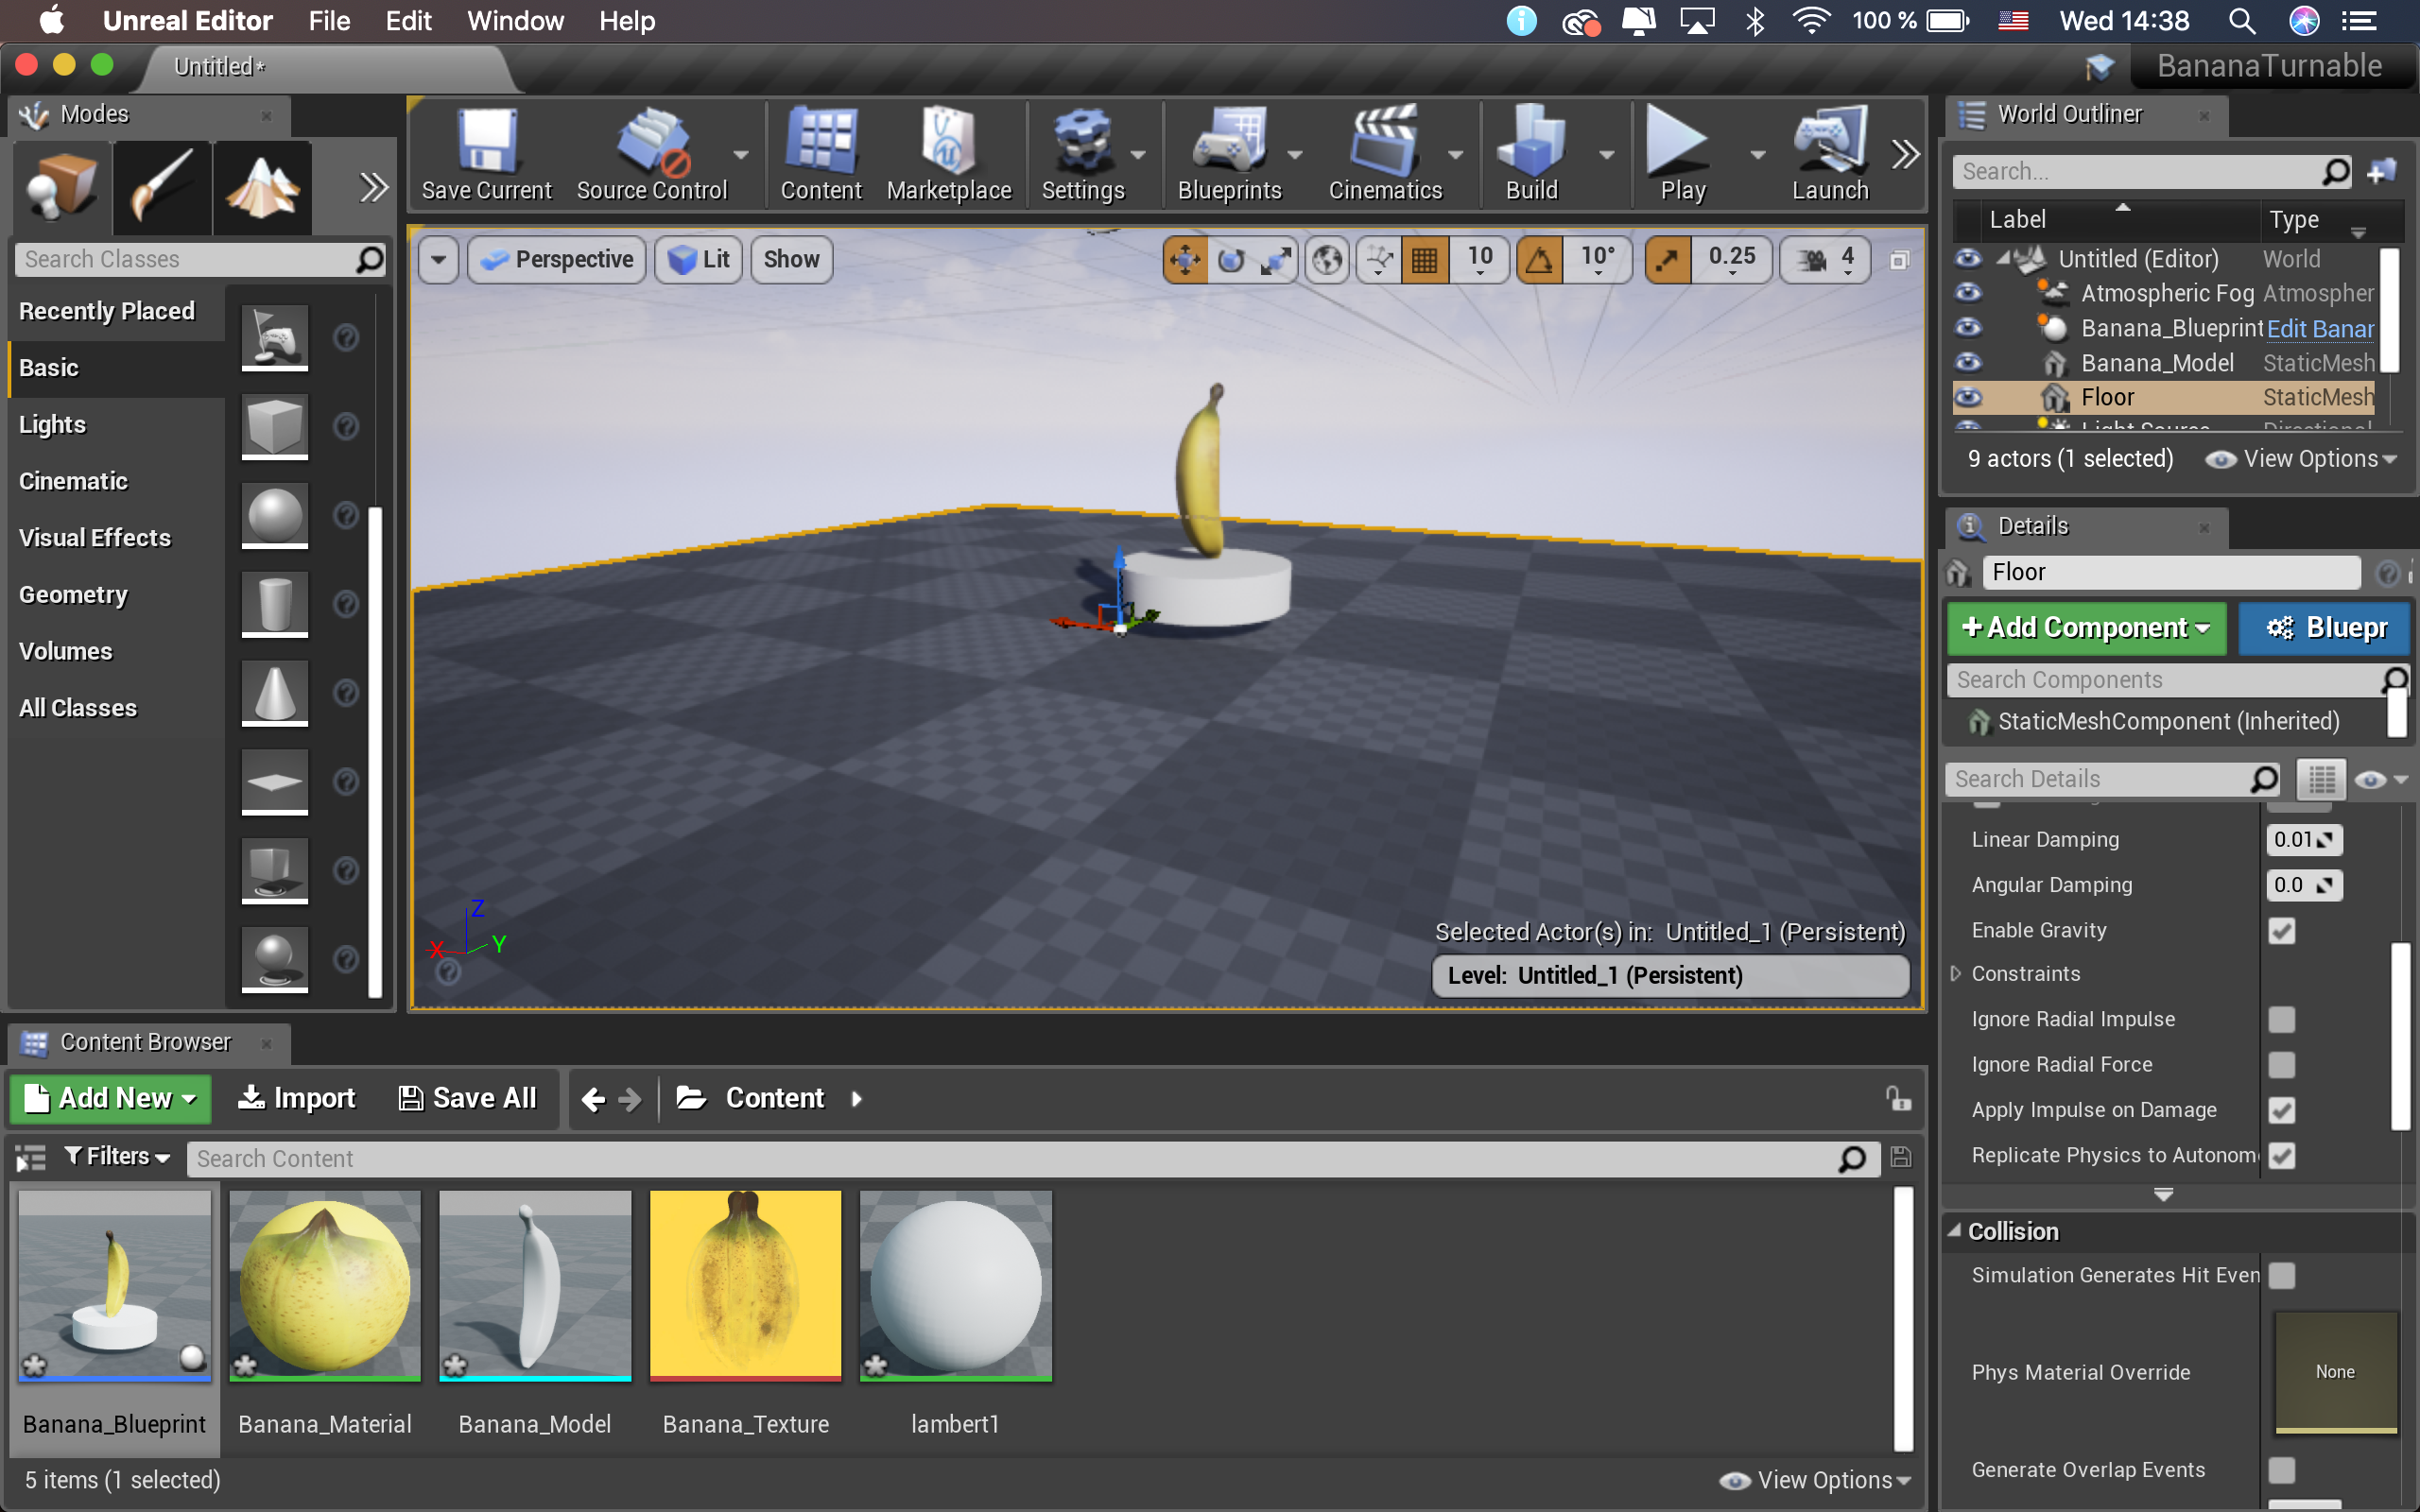 Unreal Editor File Edit Window Help
100 % Wed 14:38
Untitled*
BananaTurnable
Modes
Search Classes
Recently Placed
Basic
Lights
Cinematic
Visual Effects
Geometry
Volumes
All Classes
Save Current Source Control Content Marketplace Settings Blueprints Cinematics Build Play Launch
Perspective Lit Show
10 10° 0.25 4
Z
X Y
Selected Actor(s) in: Untitled_1 (Persistent)
Level: Untitled_1 (Persistent)
World Outliner
Search...
Label Type
Untitled (Editor) World
Atmospheric Fog Atmospher
Banana_Blueprint Edit Banar
Banana_Model StaticMesh
Floor StaticMesh
Light Source Directional
9 actors (1 selected) View Options
Details
Floor
+Add Component Bluepr
Search Components
StaticMeshComponent (Inherited)
Search Details
Linear Damping 0.01
Angular Damping 0.0
Enable Gravity
Constraints
Ignore Radial Impulse
Ignore Radial Force
Apply Impulse on Damage
Replicate Physics to Autonom
Collision
Simulation Generates Hit Even
Phys Material Override None
Generate Overlap Events
Content Browser
Add New Import Save All Content
Filters Search Content
Banana_Blueprint Banana_Material Banana_Model Banana_Texture lambert1
5 items (1 selected) View Options